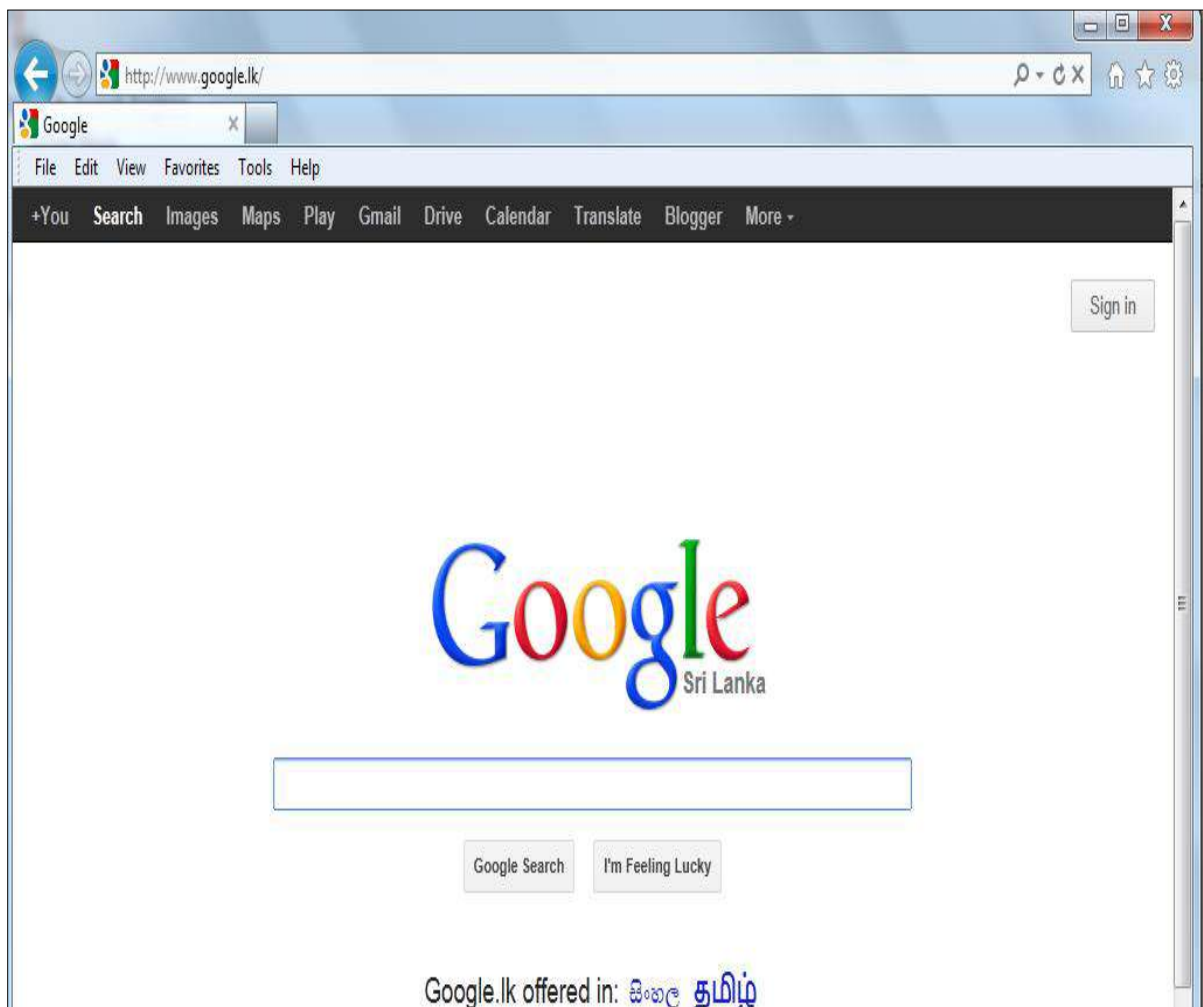 http://www.google.lk/
Google
File Edit View Favorites Tools Help
+You Search Images Maps Play Gmail Drive Calendar Translate Blogger More
Sign in
Google
Sri Lanka
Google Search I'm Feeling Lucky
Google.lk offered in: සිංහල தமிழ்